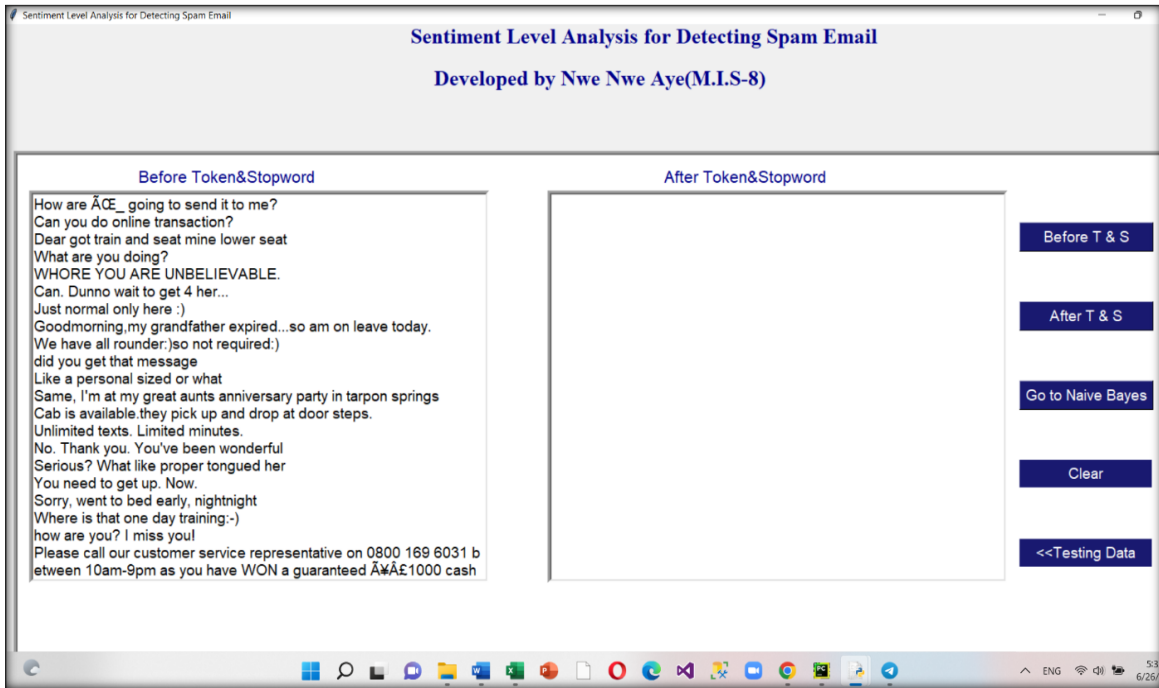 Sentiment Level Analysis for Detecting Spam Email
Sentiment Level Analysis for Detecting Spam Email
Developed by Nwe Nwe Aye(M.I.S-8)
Before Token&Stopword
After Token&Stopword
How are ÃŒ_ going to send it to me?
Can you do online transaction?
Dear got train and seat mine lower seat
What are you doing?
WHORE YOU ARE UNBELIEVABLE.
Can. Dunno wait to get 4 her...
Just normal only here :)
Goodmorning,my grandfather expired...so am on leave today.
We have all rounder:)so not required:)
did you get that message
Like a personal sized or what
Same, I'm at my great aunts anniversary party in tarpon springs
Cab is available.they pick up and drop at door steps.
Unlimited texts. Limited minutes.
No. Thank you. You've been wonderful
Serious? What like proper tongued her
You need to get up. Now.
Sorry, went to bed early, nightnight
Where is that one day training:-)
how are you? I miss you!
Please call our customer service representative on 0800 169 6031 b
etween 10am-9pm as you have WON a guaranteed Ã¥Â£1000 cash
Before T & S
After T & S
Go to Naive Bayes
Clear
<<Testing Data
ENG
5:3
6/26/